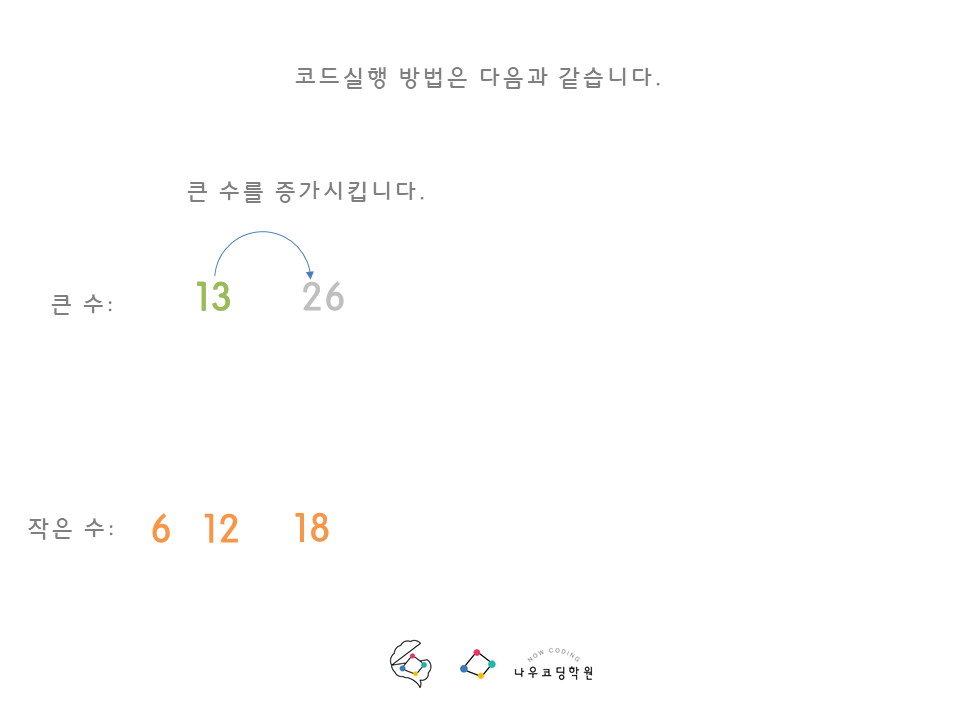 코드실행 방법은 다음과 같습니다.
큰 수를 증가시킵니다.
큰 수: 13 26
작은 수: 6 12 18
NOW CODING
나우코딩학원